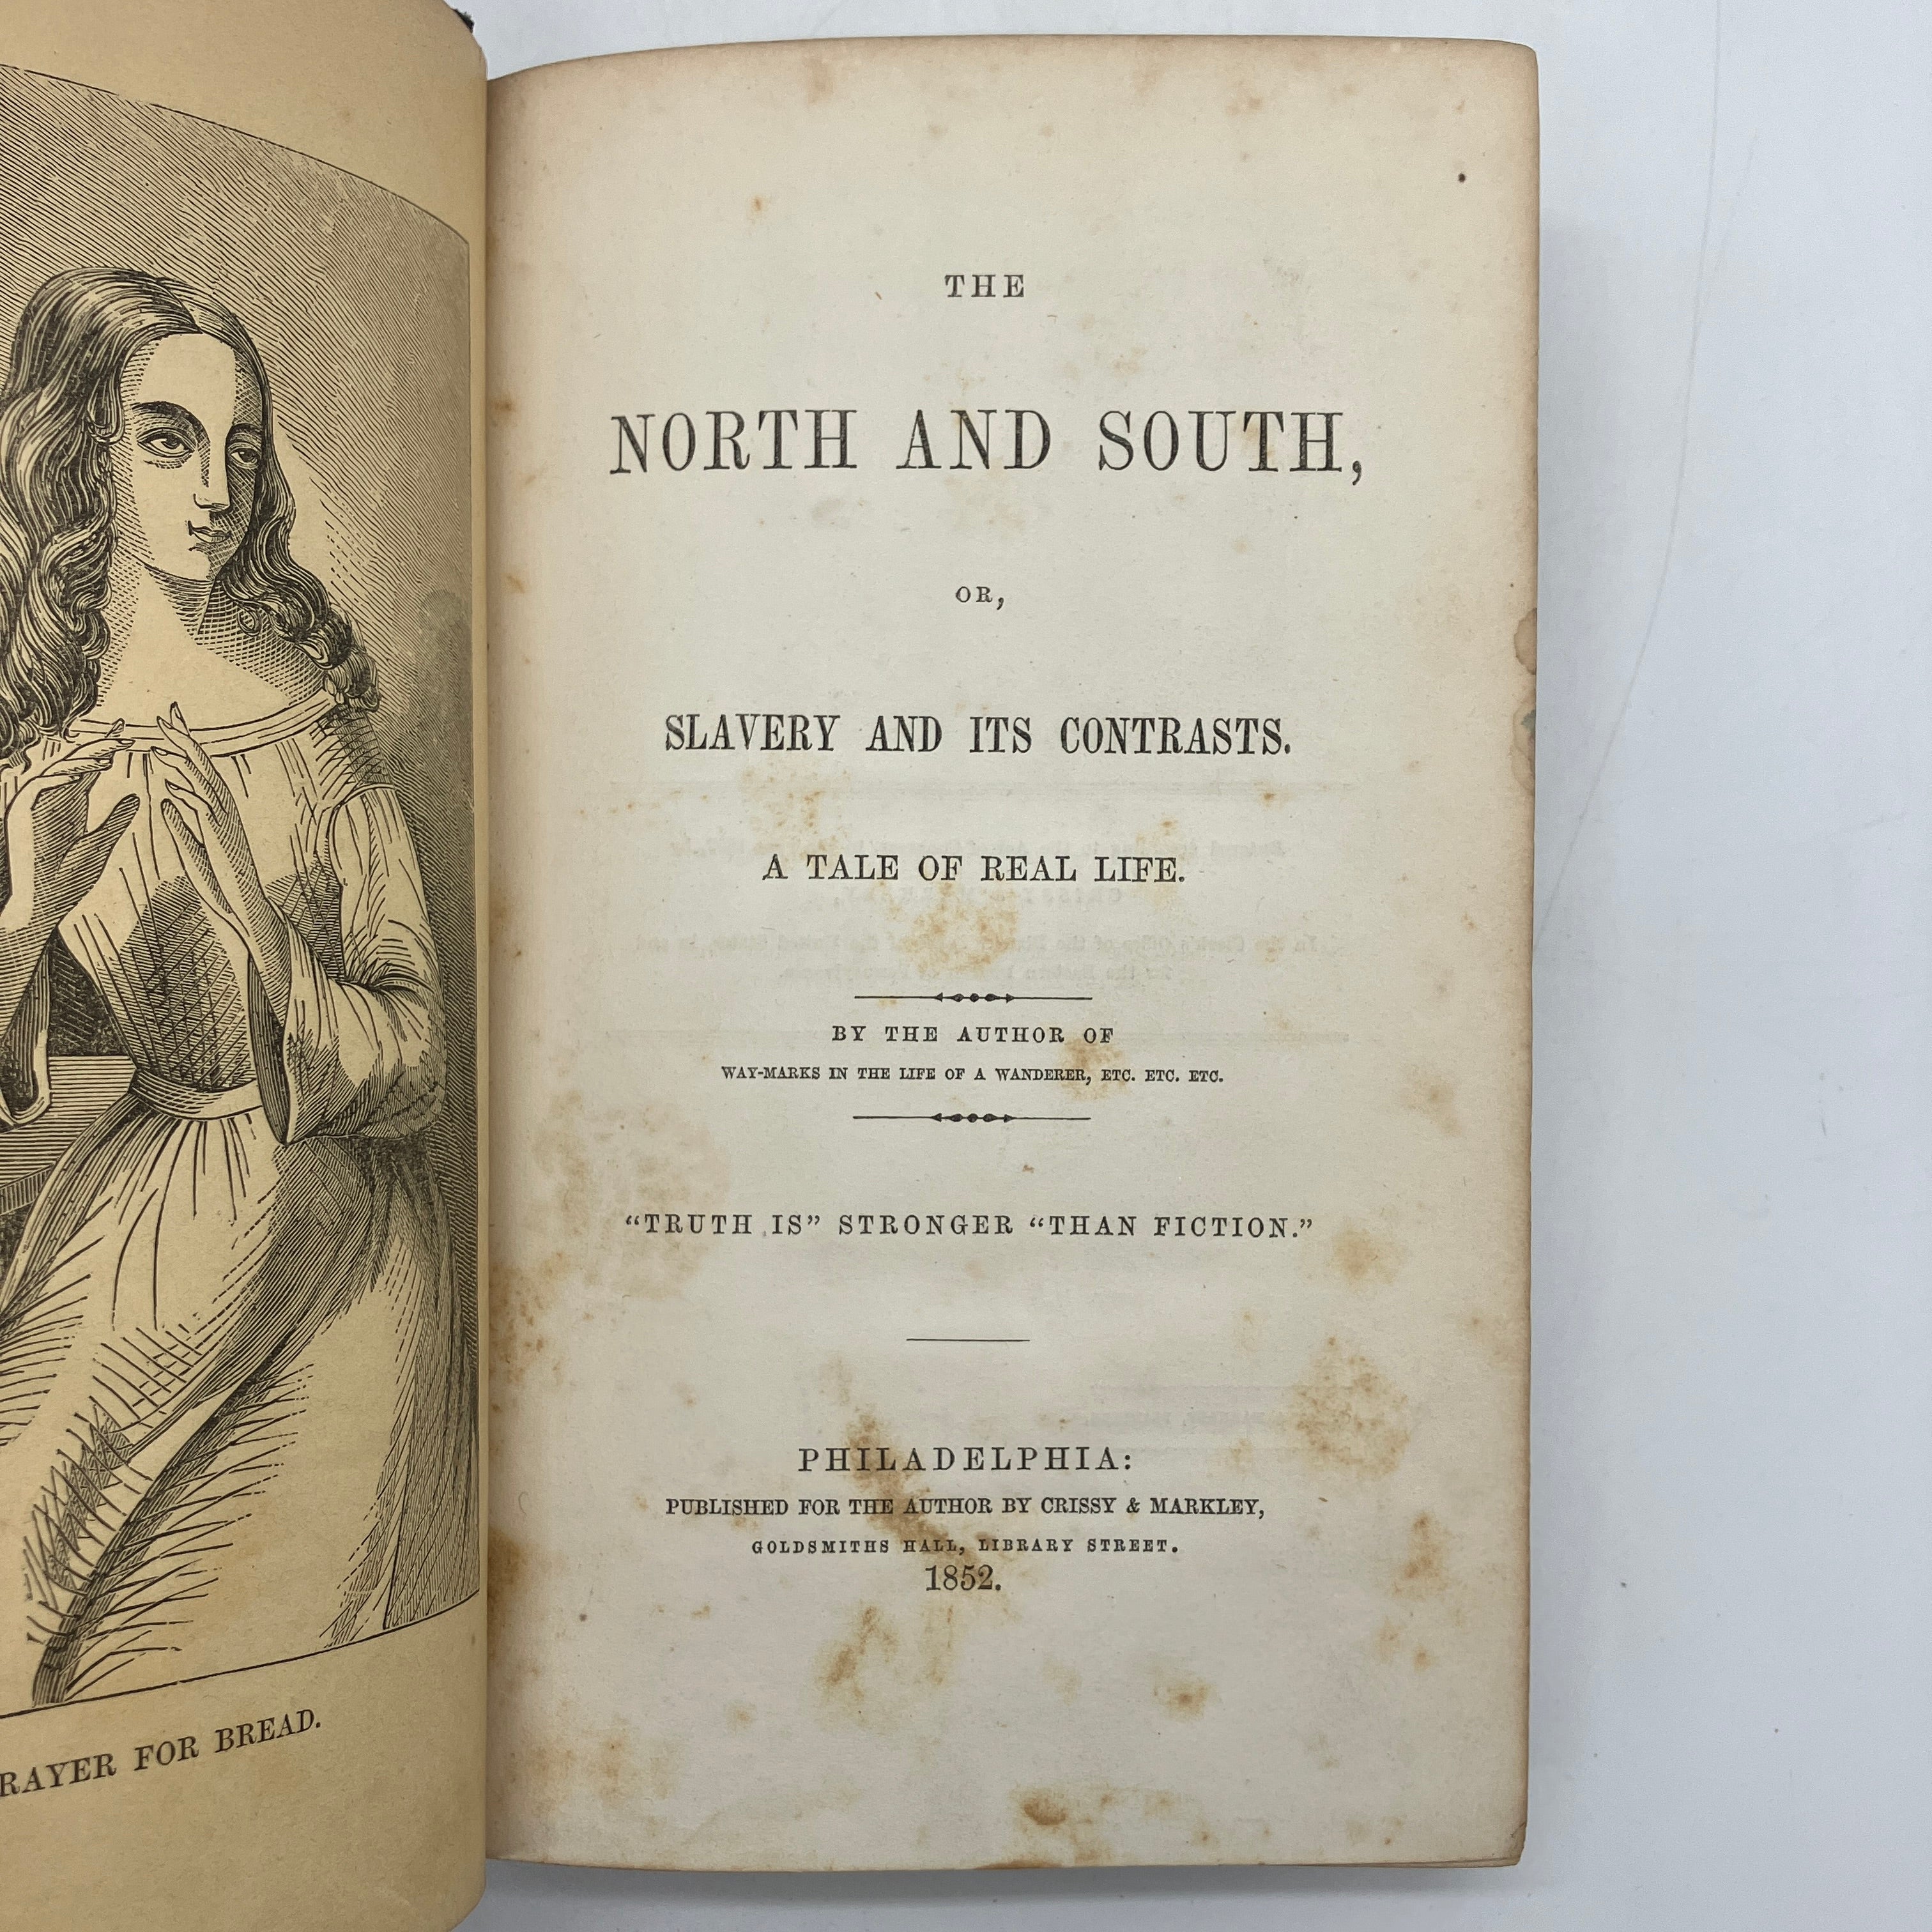 RAYER FOR BREAD.
THE
NORTH AND SOUTH,
OR,
SLAVERY AND ITS CONTRASTS.
A TALE OF REAL LIFE.
BY THE AUTHOR OF
WAY-MARKS IN THE LIFE OF A WANDERER, ETC. ETC. ETC.
“TRUTH IS” STRONGER “THAN FICTION.”
PHILADELPHIA:
PUBLISHED FOR THE AUTHOR BY CRISSY & MARKLEY,
GOLDSMITHS HALL, LIBRARY STREET.
1852.